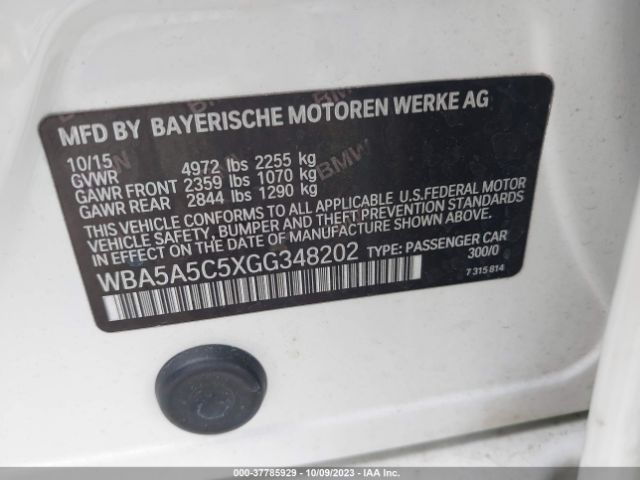 MFD BY BAYERISCHE MOTOREN WERKE AG
10/15
GVWR 4972 lbs 2255 kg
GAWR FRONT 2359 lbs 1070 kg
GAWR REAR 2844 lbs 1290 kg
THIS VEHICLE CONFORMS TO ALL APPLICABLE U.S.FEDERAL MOTOR
VEHICLE SAFETY, BUMPER AND THEFT PREVENTION STANDARDS
IN EFFECT ON THE DATE OF MANUFACTURE SHOWN ABOVE.
WBA5A5C5XGG348202 TYPE: PASSENGER CAR
300/0
7 315 814
BMW
000-37785929 - 10/09/2023 - IAAI.com